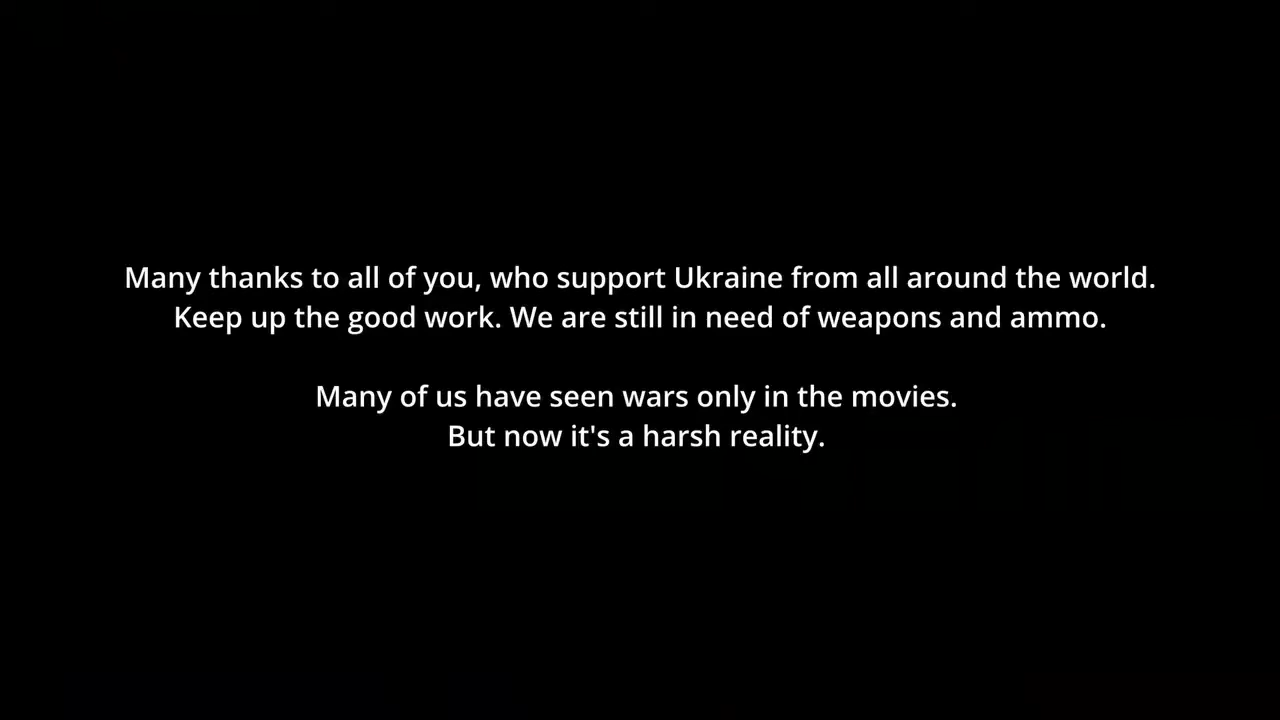 Many thanks to all of you, who support Ukraine from all around the world.
Keep up the good work. We are still in need of weapons and ammo.
Many of us have seen wars only in the movies.
But now it's a harsh reality.